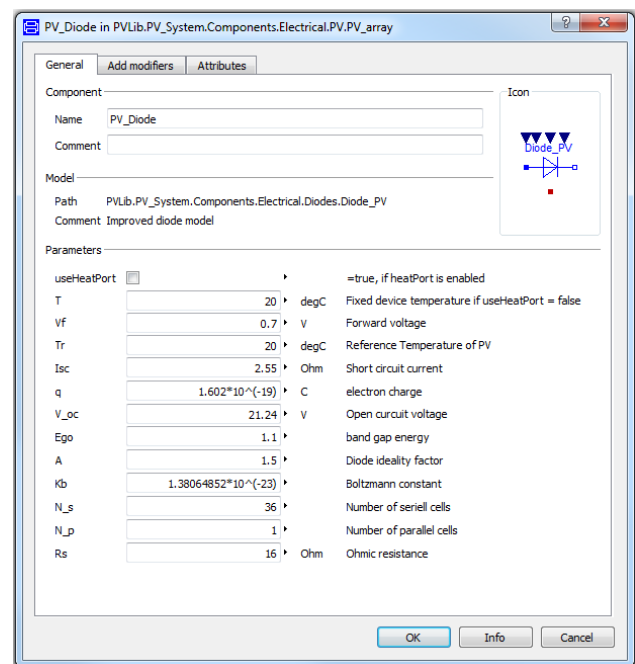 PV_Diode in PVLib.PV_System.Components.Electrical.PV.PV_array
?
General Add modifiers Attributes
Component Icon
Name PV_Diode
Comment
Diode_PV
Model
Path PVLib.PV_System.Components.Electrical.Diodes.Diode_PV
Comment Improved diode model
Parameters
useHeatPort =true, if heatPort is enabled
T 20 degC Fixed device temperature if useHeatPort = false
Vf 0.7 V Forward voltage
Tr 20 degC Reference Temperature of PV
Isc 2.55 Ohm Short circuit current
q 1.602*10^(-19) C electron charge
V_oc 21.24 V Open curcuit voltage
Ego 1.1 band gap energy
A 1.5 Diode ideality factor
Kb 1.38064852*10^(-23) Boltzmann constant
N_s 36 Number of seriell cells
N_p 1 Number of parallel cells
Rs 16 Ohm Ohmic resistance
OK Info Cancel